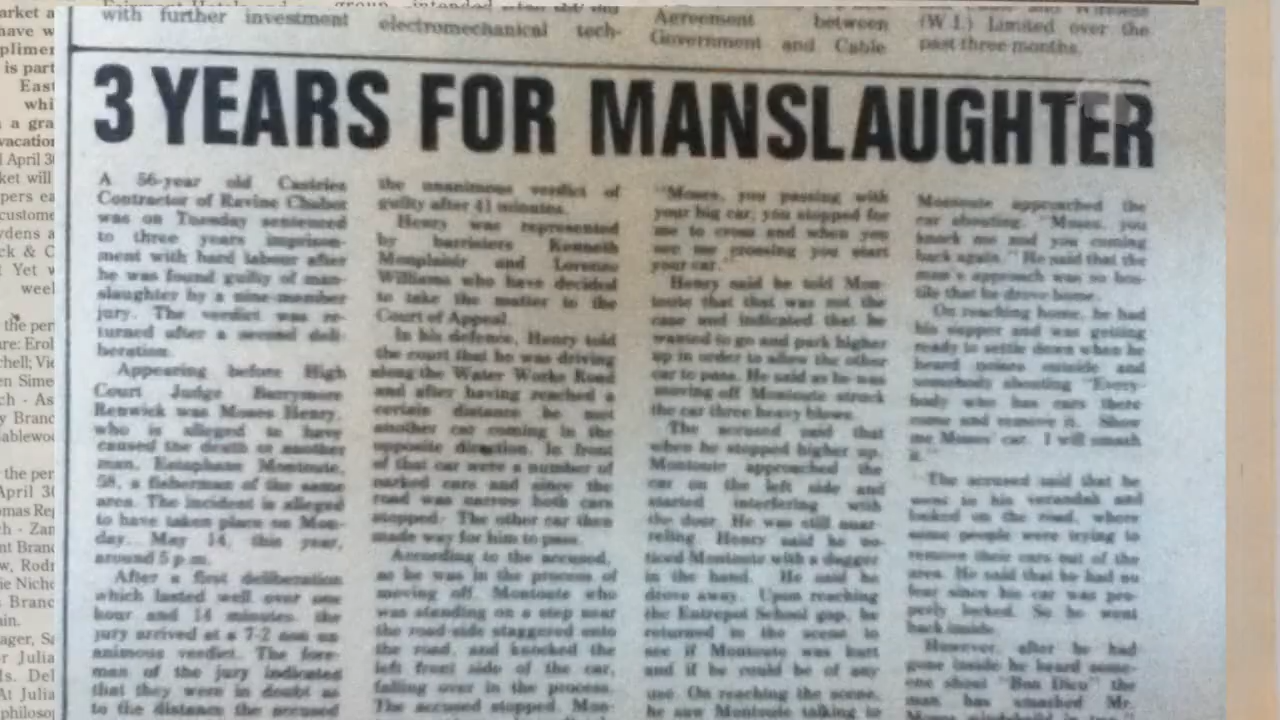 with further investment
electromechanical tech-
Agreement between
Government and Cable
(W.I.) Limited over the
past three months.
3 YEARS FOR MANSLAUGHTER
A 56-year old Castries
Contractor of Ravine Chabot
was on Tuesday sentenced
to three years imprison-
ment with hard labour after
he was found guilty of man-
slaughter by a nine-member
jury. The verdict was re-
turned after a second deli-
beration.
Appearing before High
Court Judge Barrymore
Renwick was Moses Henry,
who is alleged to have
caused the death of another
man, Estaphane Montoute,
58, a fisherman of the same
area. The incident is alleged
to have taken place on Mon-
day, May 14, this year,
around 5 p.m.
After a first deliberation
which lasted well over one
hour and 14 minutes, the
jury arrived at a 7-2 non un-
animous verdict. The fore-
man of the jury indicated
that they were in doubt as
to the distance the accused
the unanimous verdict of
guilty after 41 minutes.
Henry was represented
by barristers Kenneth
Monplaisir and Lorenzo
Williams who have decided
to take the matter to the
Court of Appeal.
In his defence, Henry told
the court that he was driving
along the Water Works Road
and after having reached a
certain distance, he met
another car coming in the
opposite direction. In front
of that car were a number of
parked cars and since the
road was narrow both cars
stopped. The other car then
made way for him to pass.
According to the accused,
as he was in the process of
moving off, Montoute who
was standing on a step near
the road side staggered onto
the road, and knocked the
left front side of the car,
falling over in the process.
The accused stopped. Mon-
"Moses, you passing with
your big car, you stopped for
me to cross and when you
see me crossing you start
your car."
Henry said he told Mon-
toute that that was not the
case and indicated that he
wanted to go and park higher
up in order to allow the other
car to pass. He said as he was
moving off Montoute struck
the car three heavy blows.
The accused said that
when he stopped higher up,
Montoute approached the
car on the left side and
started interfering with
the door. He was still quar-
reling. Henry said he no-
ticed Montoute with a dagger
in the hand. He said he
drove away. Upon reaching
the Entrepot School gap, he
returned to the scene to
see if Montoute was hurt
and if he could be of any
use. On reaching the scene,
he saw Montoute talking to
Montoute approached the
car shouting, "Moses, you
knock me and you coming
back again." He said that the
man's approach was so hos-
tile that he drove home.
On reaching home, he had
his supper and was getting
ready to settle down when he
heard noises outside and
somebody shouting "Every-
body who has cars there
come and remove it. Show
me Moses' car. I will smash
it."
The accused said that he
went to his verandah and
looked on the road, where
some people were trying to
remove their cars out of the
area. He said that he had no
fear since his car was pro-
perly locked. So he went
back inside.
However, after he had
gone inside he heard some-
one shout "Bon Dieu" the
man has smashed Mr.